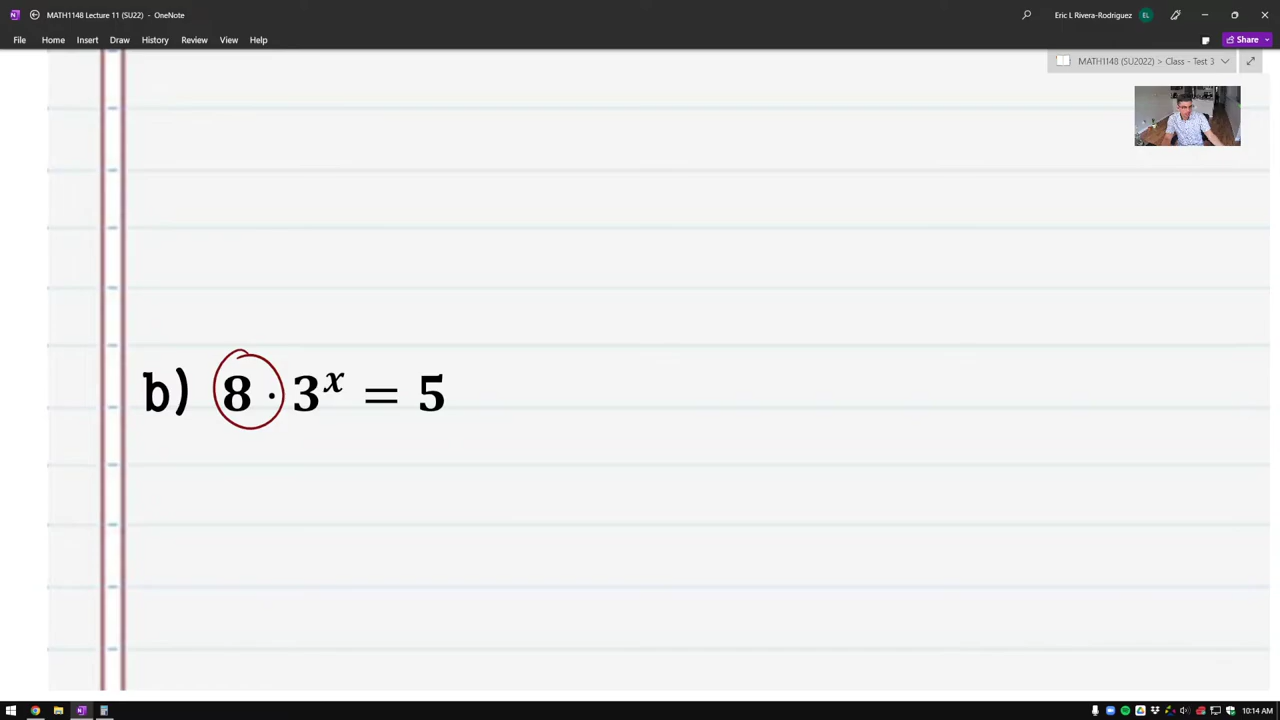 MATH1148 Lecture 11 (SU22) - OneNote
Eric L Rivera-Rodriguez EL
File Home Insert Draw History Review View Help
Share
MATH1148 (SU2022) > Class - Test 3
b) 8 · 3^x = 5
10:14 AM